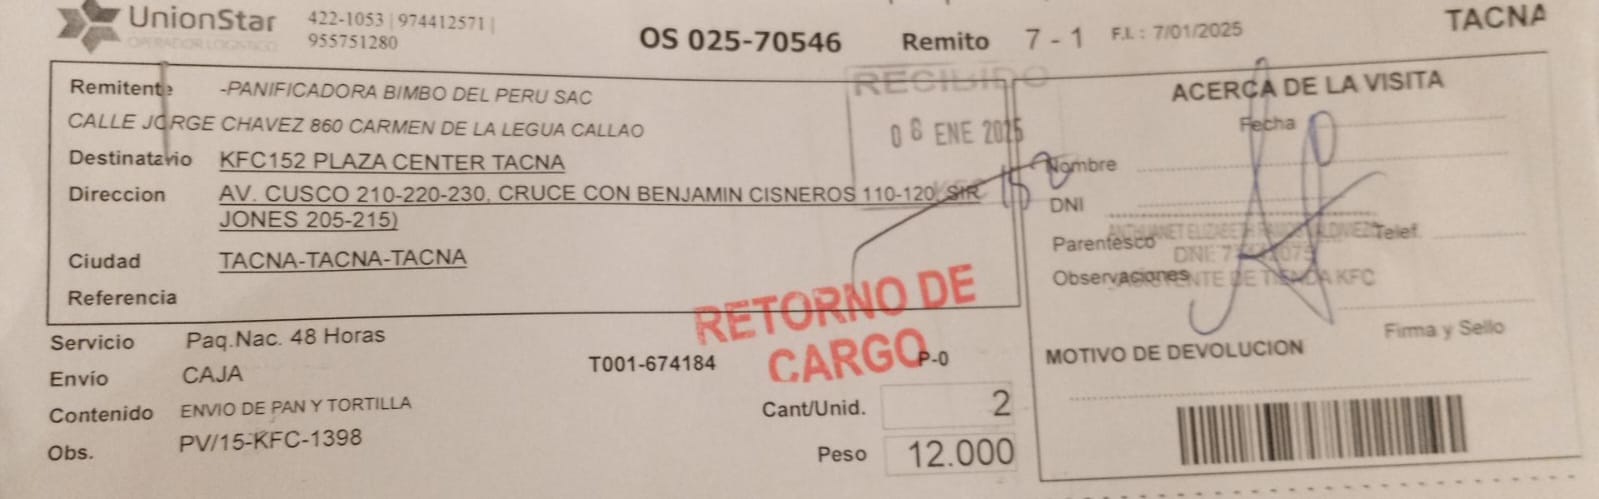 UnionStar
OPERADOR LOGISTICO
422-1053 | 974412571 |
955751280
OS 025-70546 Remito 7 - 1 F.I. : 7/01/2025
TACNA
Remitente -PANIFICADORA BIMBO DEL PERU SAC
CALLE JORGE CHAVEZ 860 CARMEN DE LA LEGUA CALLAO
Destinatario KFC152 PLAZA CENTER TACNA
Direccion AV. CUSCO 210-220-230, CRUCE CON BENJAMIN CISNEROS 110-120, SIR
JONES 205-215)
Ciudad TACNA-TACNA-TACNA
Referencia
RECIBIDO
08 ENE 2025
ACERCA DE LA VISITA
Fecha
Nombre
DNI
Parentesco Telef.
Observaciones
DE TIENDA KFC
Firma y Sello
MOTIVO DE DEVOLUCION
Servicio Paq.Nac. 48 Horas
Envío CAJA
Contenido ENVIO DE PAN Y TORTILLA
Obs. PV/15-KFC-1398
T001-674184
P-0
RETORNO DE
CARGO
Cant/Unid. 2
Peso 12.000